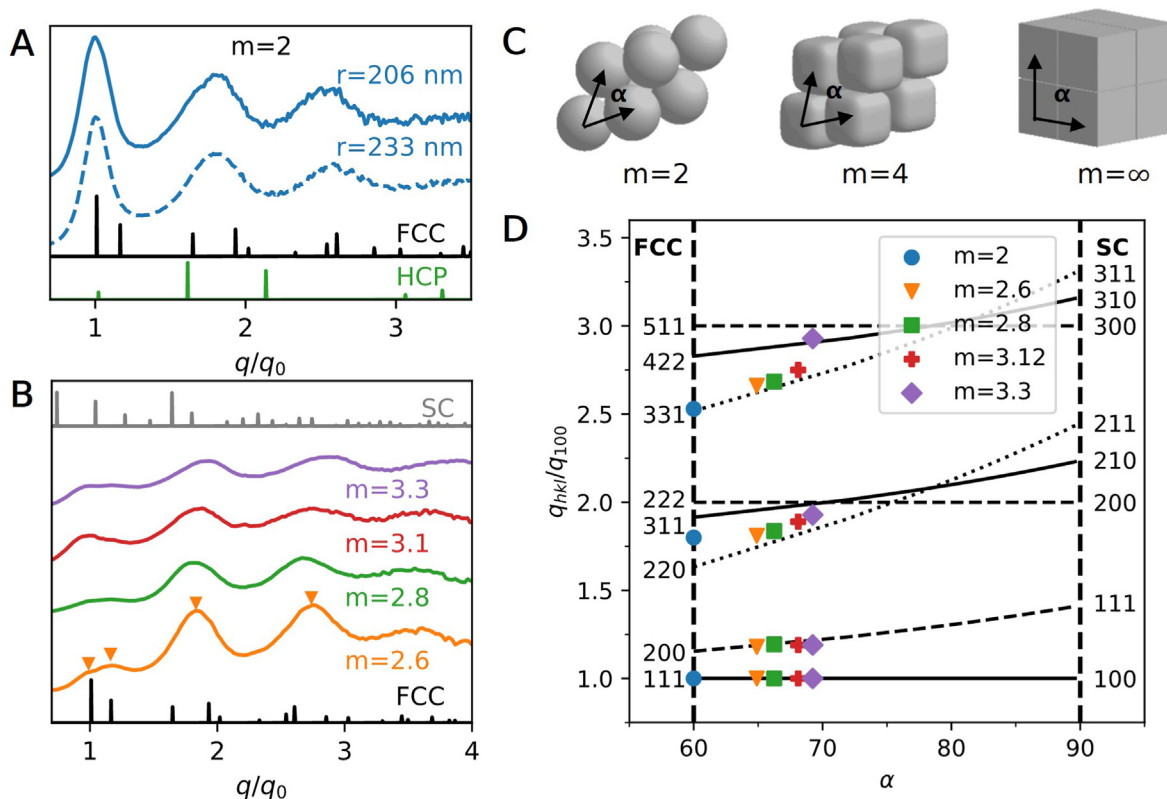 A
m=2
r=206 nm
r=233 nm
FCC
HCP
1 2 3
q/q0
B
SC
m=3.3
m=3.1
m=2.8
m=2.6
FCC
1 2 3 4
q/q0
C
α α α
m=2 m=4 m=∞
D
FCC SC
m=2
m=2.6
m=2.8
m=3.12
m=3.3
3.5
3.0
2.5
2.0
1.5
1.0
qhkl/q100
511
422
331
222
311
220
200
111
311
310
300
211
210
200
111
100
60 70 80 90
α